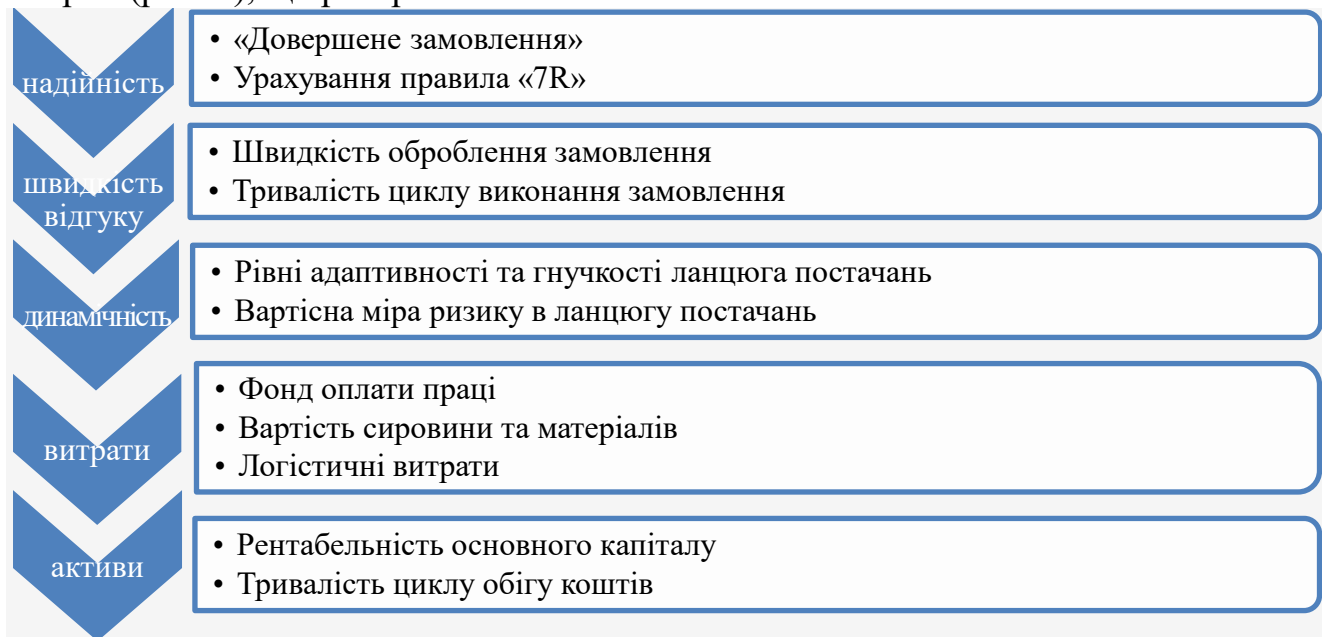 надійність
• «Довершене замовлення»
• Урахування правила «7R»
швидкість
відгуку
• Швидкість оброблення замовлення
• Тривалість циклу виконання замовлення
динамічність
• Рівні адаптивності та гнучкості ланцюга постачань
• Вартісна міра ризику в ланцюгу постачань
витрати
• Фонд оплати праці
• Вартість сировини та матеріалів
• Логістичні витрати
активи
• Рентабельність основного капіталу
• Тривалість циклу обігу коштів